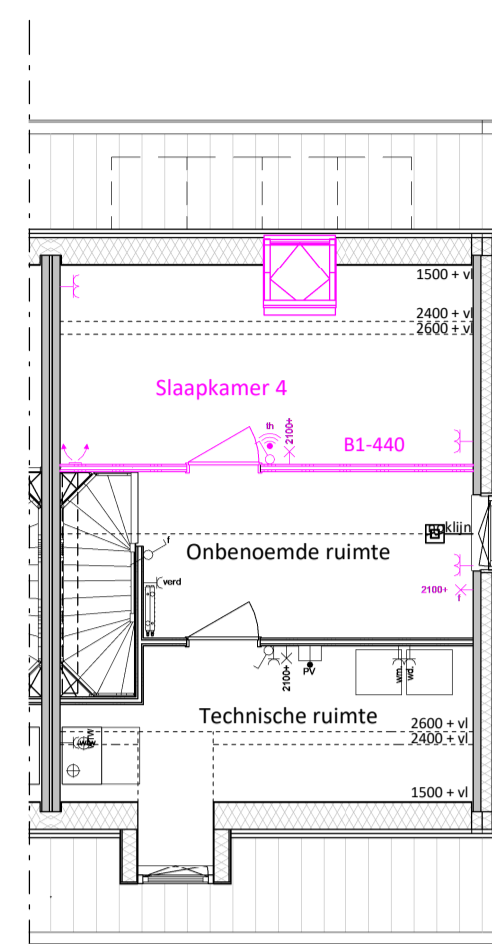 1500 + vl
2400 + vl
2600 + vl
Slaapkamer 4
th
2100+
B1-440
noklijn
f
Onbenoemde ruimte
verd
2100+
f
2100+
PV
wm
wd.
Technische ruimte
2600 + vl
2400 + vl
1500 + vl